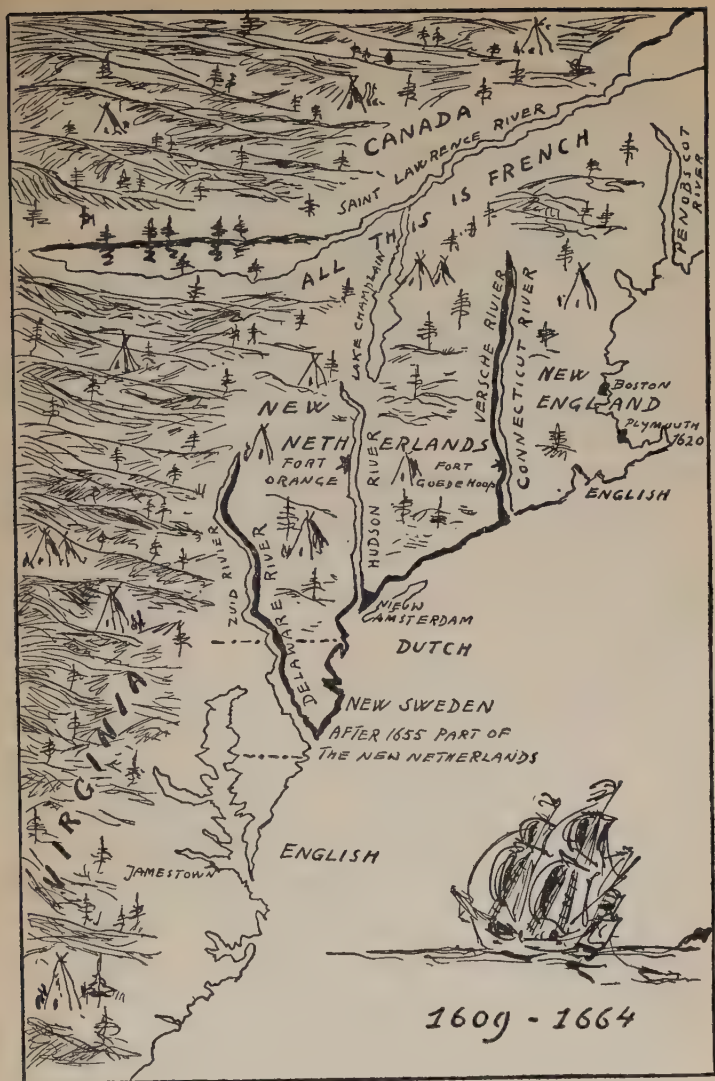 CANADA
SAINT LAWRENCE RIVER
ALL THIS IS FRENCH
PENOBSCOT
RIVER
LAKE CHAMPLAIN
VERSCHE RIVIER
CONNECTICUT RIVER
NEW
ENGLAND
BOSTON
PLYMOUTH
1620
NEW
NETHERLANDS
FORT
ORANGE
HUDSON RIVER
FORT
GUEDE HOOP
ENGLISH
ZUID RIVIER
DELAWARE RIVER
NIEUW
AMSTERDAM
DUTCH
NEW SWEDEN
AFTER 1655 PART OF
THE NEW NETHERLANDS
VIRGINIA
ENGLISH
JAMESTOWN
1609 - 1664